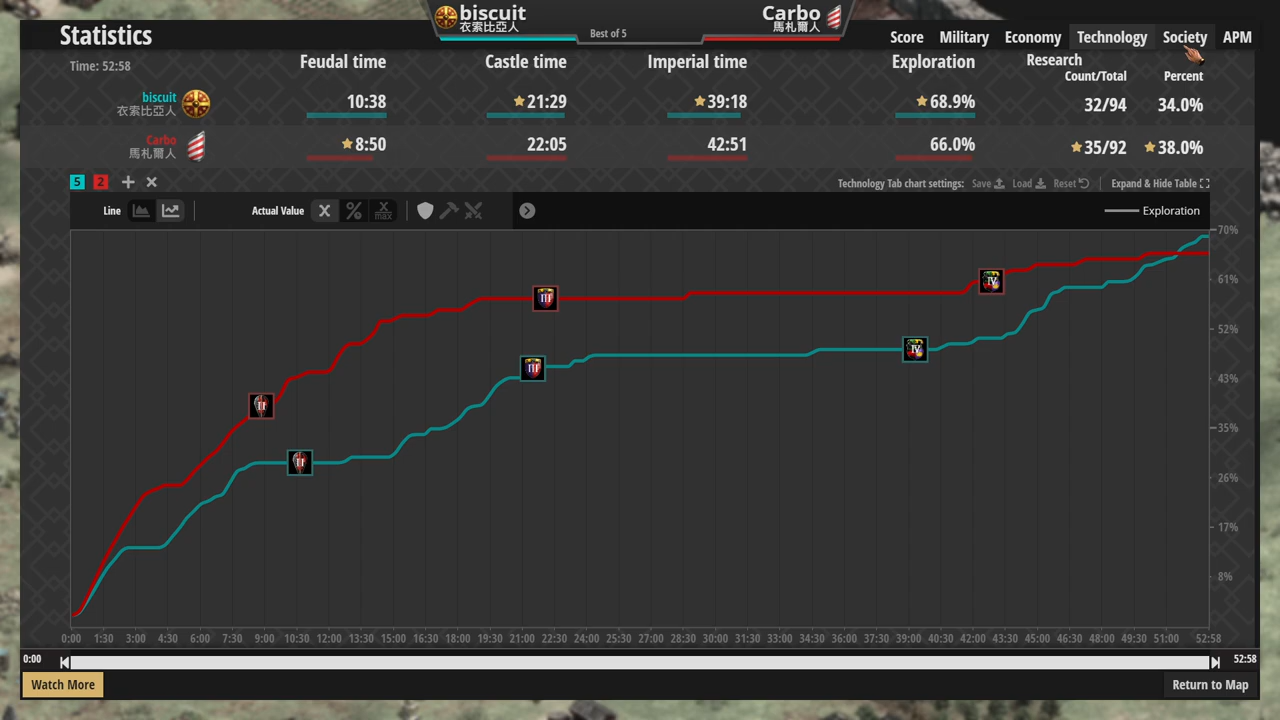 biscuit
衣索比亞人
Best of 5
Carbo
馬札爾人
Statistics
Score Military Economy Technology Society APM
Time: 52:58
Feudal time Castle time Imperial time Exploration Research
Count/Total Percent
biscuit
衣索比亞人
10:38 21:29 39:18 68.9% 32/94 34.0%
Carbo
馬札爾人
8:50 22:05 42:51 66.0% 35/92 38.0%
5 2
Technology Tab chart settings: Save Load Reset Expand & Hide Table
Line Actual Value X % X max
Exploration
70%
61%
52%
43%
35%
26%
17%
8%
III
III
IV
IV
II
II
0:00 1:30 3:00 4:30 6:00 7:30 9:00 10:30 12:00 13:30 15:00 16:30 18:00 19:30 21:00 22:30 24:00 25:30 27:00 28:30 30:00 31:30 33:00 34:30 36:00 37:30 39:00 40:30 42:00 43:30 45:00 46:30 48:00 49:30 51:00 52:58
0:00 52:58
Watch More Return to Map